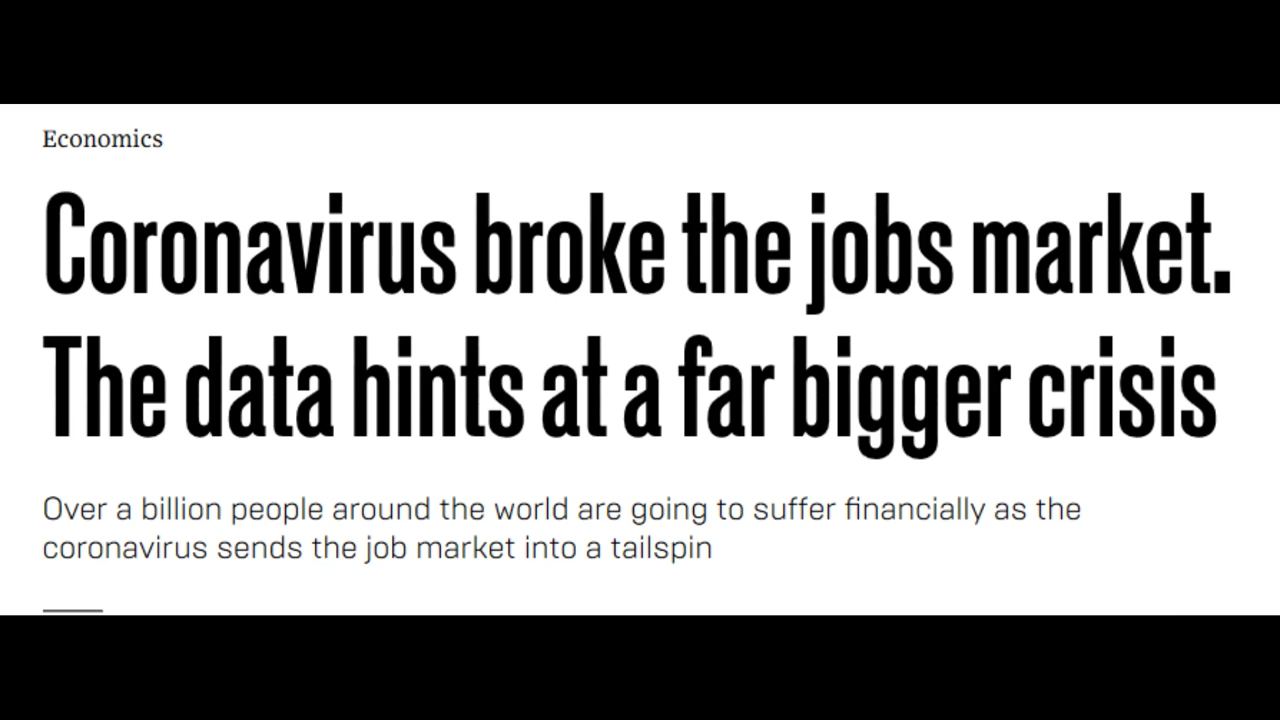 Economics
Coronavirus broke the jobs market.
The data hints at a far bigger crisis
Over a billion people around the world are going to suffer financially as the
coronavirus sends the job market into a tailspin